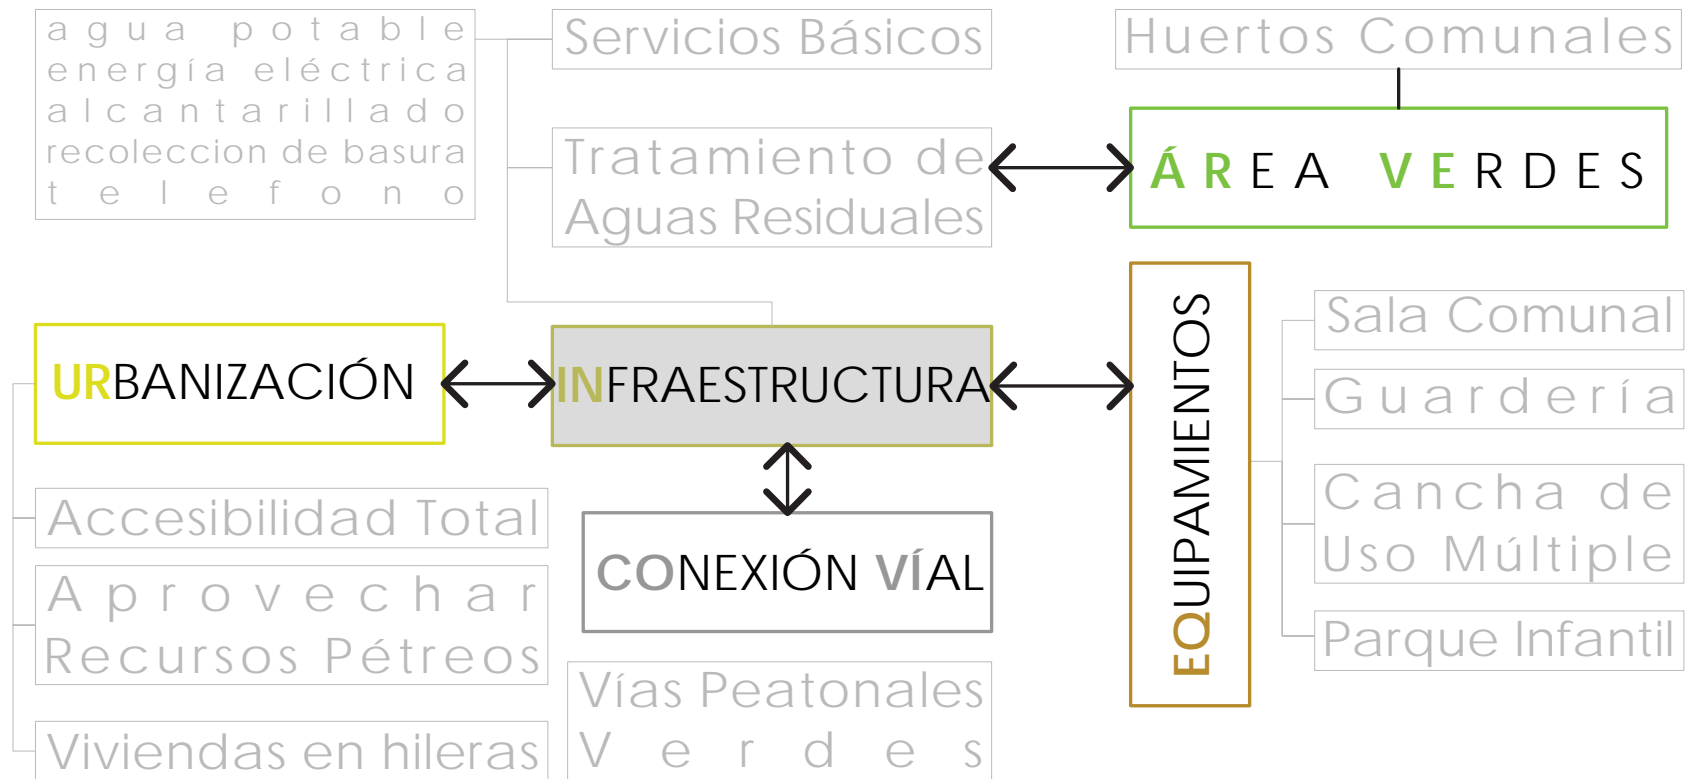 agua potable
energía eléctrica
alcantarillado
recoleccion de basura
telefono
Servicios Básicos
Tratamiento de
Aguas Residuales
Huertos Comunales
ÁREA VERDES
URBANIZACIÓN
INFRAESTRUCTURA
EQUIPAMIENTOS
Sala Comunal
Guardería
Cancha de
Uso Múltiple
Parque Infantil
Accesibilidad Total
Aprovechar
Recursos Pétreos
Viviendas en hileras
CONEXIÓN VÍAL
Vías Peatonales
Verdes